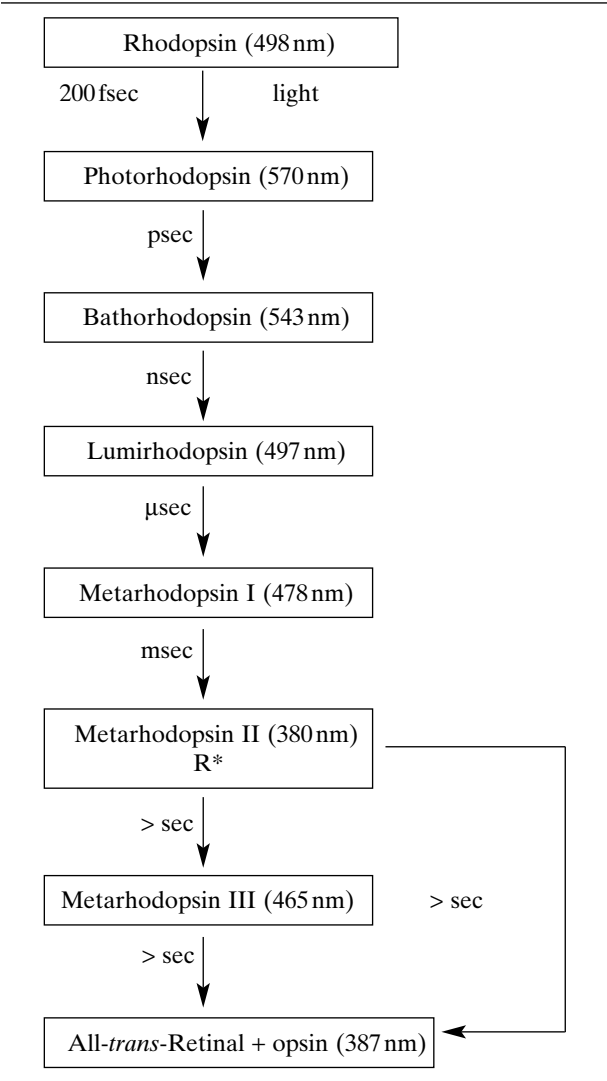 Rhodopsin (498 nm)
200 fsec light
Photorhodopsin (570 nm)
psec
Bathorhodopsin (543 nm)
nsec
Lumirhodopsin (497 nm)
μsec
Metarhodopsin I (478 nm)
msec
Metarhodopsin II (380 nm)
R*
> sec
Metarhodopsin III (465 nm)
> sec
> sec
All-trans-Retinal + opsin (387 nm)